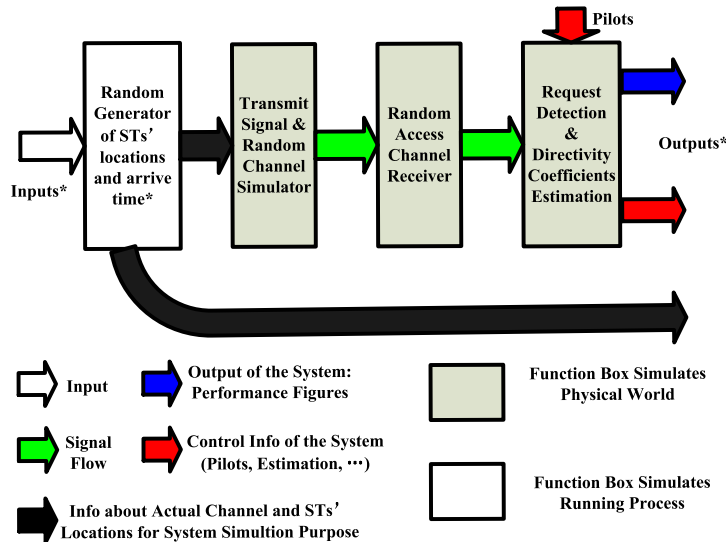 Pilots
Random
Generator
of STs'
locations
and arrive
time*
Transmit
Signal &
Random
Channel
Simulator
Random
Access
Channel
Receiver
Request
Detection
&
Directivity
Coefficients
Estimation
Inputs*
Outputs*
Input
Output of the System:
Performance Figures
Function Box Simulates
Physical World
Signal
Flow
Control Info of the System
(Pilots, Estimation, ···)
Function Box Simulates
Running Process
Info about Actual Channel and STs'
Locations for System Simultion Purpose